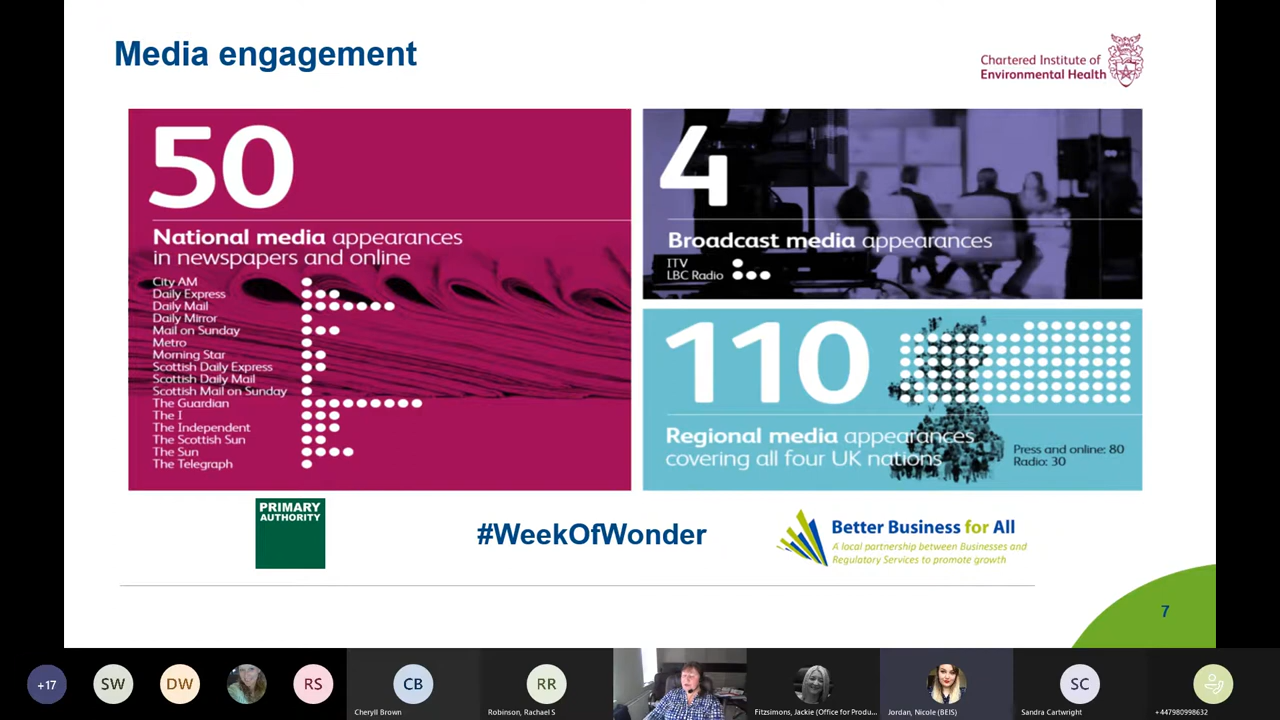 Media engagement
Chartered Institute of
Environmental Health
50
National media appearances
in newspapers and online
City AM
Daily Express
Daily Mail
Daily Mirror
Mail on Sunday
Metro
Morning Star
Scottish Daily Express
Scottish Daily Mail
Scottish Mail on Sunday
The Guardian
The I
The Independent
The Scottish Sun
The Sun
The Telegraph
4
Broadcast media appearances
ITV
LBC Radio
110
Regional media appearances
covering all four UK nations
Press and online: 80
Radio: 30
PRIMARY
AUTHORITY
#WeekOfWonder
Better Business for All
A local partnership between Businesses and
Regulatory Services to promote growth
7
+17
SW
DW
RS
CB
Cheryll Brown
RR
Robinson, Rachael S
Fitzsimons, Jackie (Office for Produ...
Jordan, Nicole (BEIS)
SC
Sandra Cartwright
+447980998632